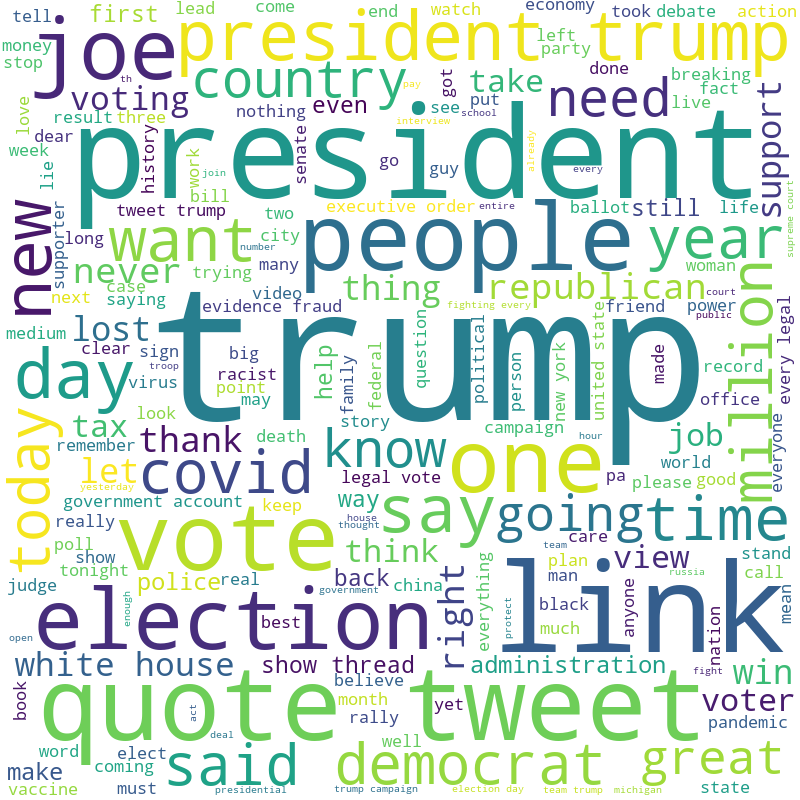 tell
first
lead
come
end
watch
economy
took
debate
action
money
stop
joe
president trump
left
party
th
pay
got
done
breaking
fact
voting
country
take
need
love
result
three
nothing
even
see
put
live
president
support
week
dear
history
senate
interview
school
already
lie
work
join
go
guy
every
bill
supporter
new
tweet trump
two
executive order
entire
ballot
still
life
supreme court
long
want
city
number
people
year
woman
never
trying
many
case
saying
next
video
thing
republican
court
evidence fraud
fighting every
friend
power
public
medium
lost
sign
big
trump
million
every legal
clear
virus
troop
racist
point
help
question
political
made
new york
united state
office
record
day
may
family
federal
person
today
tax
look
story
campaign
job
everyone
remember
thank
death
know
hour
world
let
covid
legal vote
one
pa
please
good
yesterday
government account
keep
way
say
going
time
really
vote
house
thought
poll
show
think
team
care
view
stand
tonight
plan
call
judge
police
real
back
china
right
everything
man
russia
mean
enough
government
link
election
best
black
anyone
much
protect
nation
open
white house
show thread
administration
fight
win
book
believe
month
quote tweet
yet
voter
act
rally
pandemic
deal
word
elect
well
great
make
coming
said
democrat
state
vaccine
must
presidential
trump campaign
election day
team trump
michigan